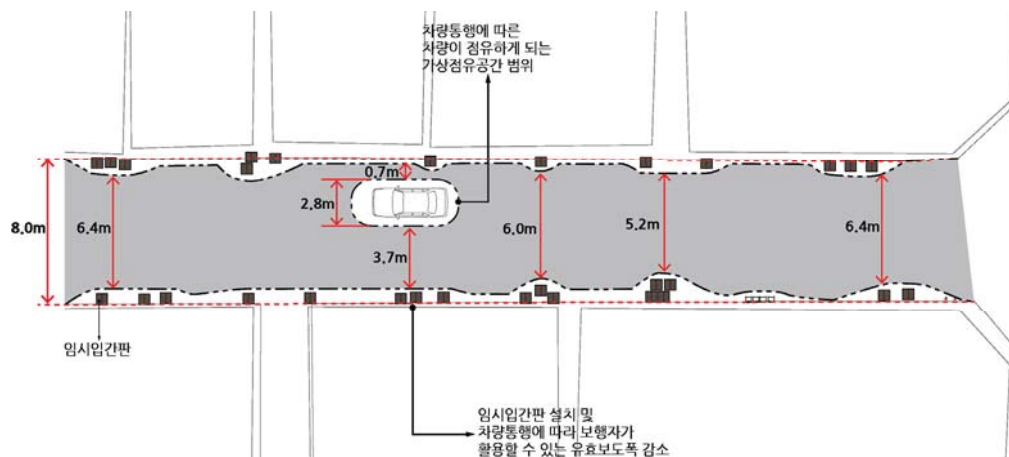 차량통행에 따른
차량이 점유하게 되는
가상점유공간 범위
0.7m
2.8m
8.0m
6.4m
3.7m
6.0m
5.2m
6.4m
임시입간판
임시입간판 설치 및
차량통행에 따라 보행자가
활용할 수 있는 유효보도폭 감소